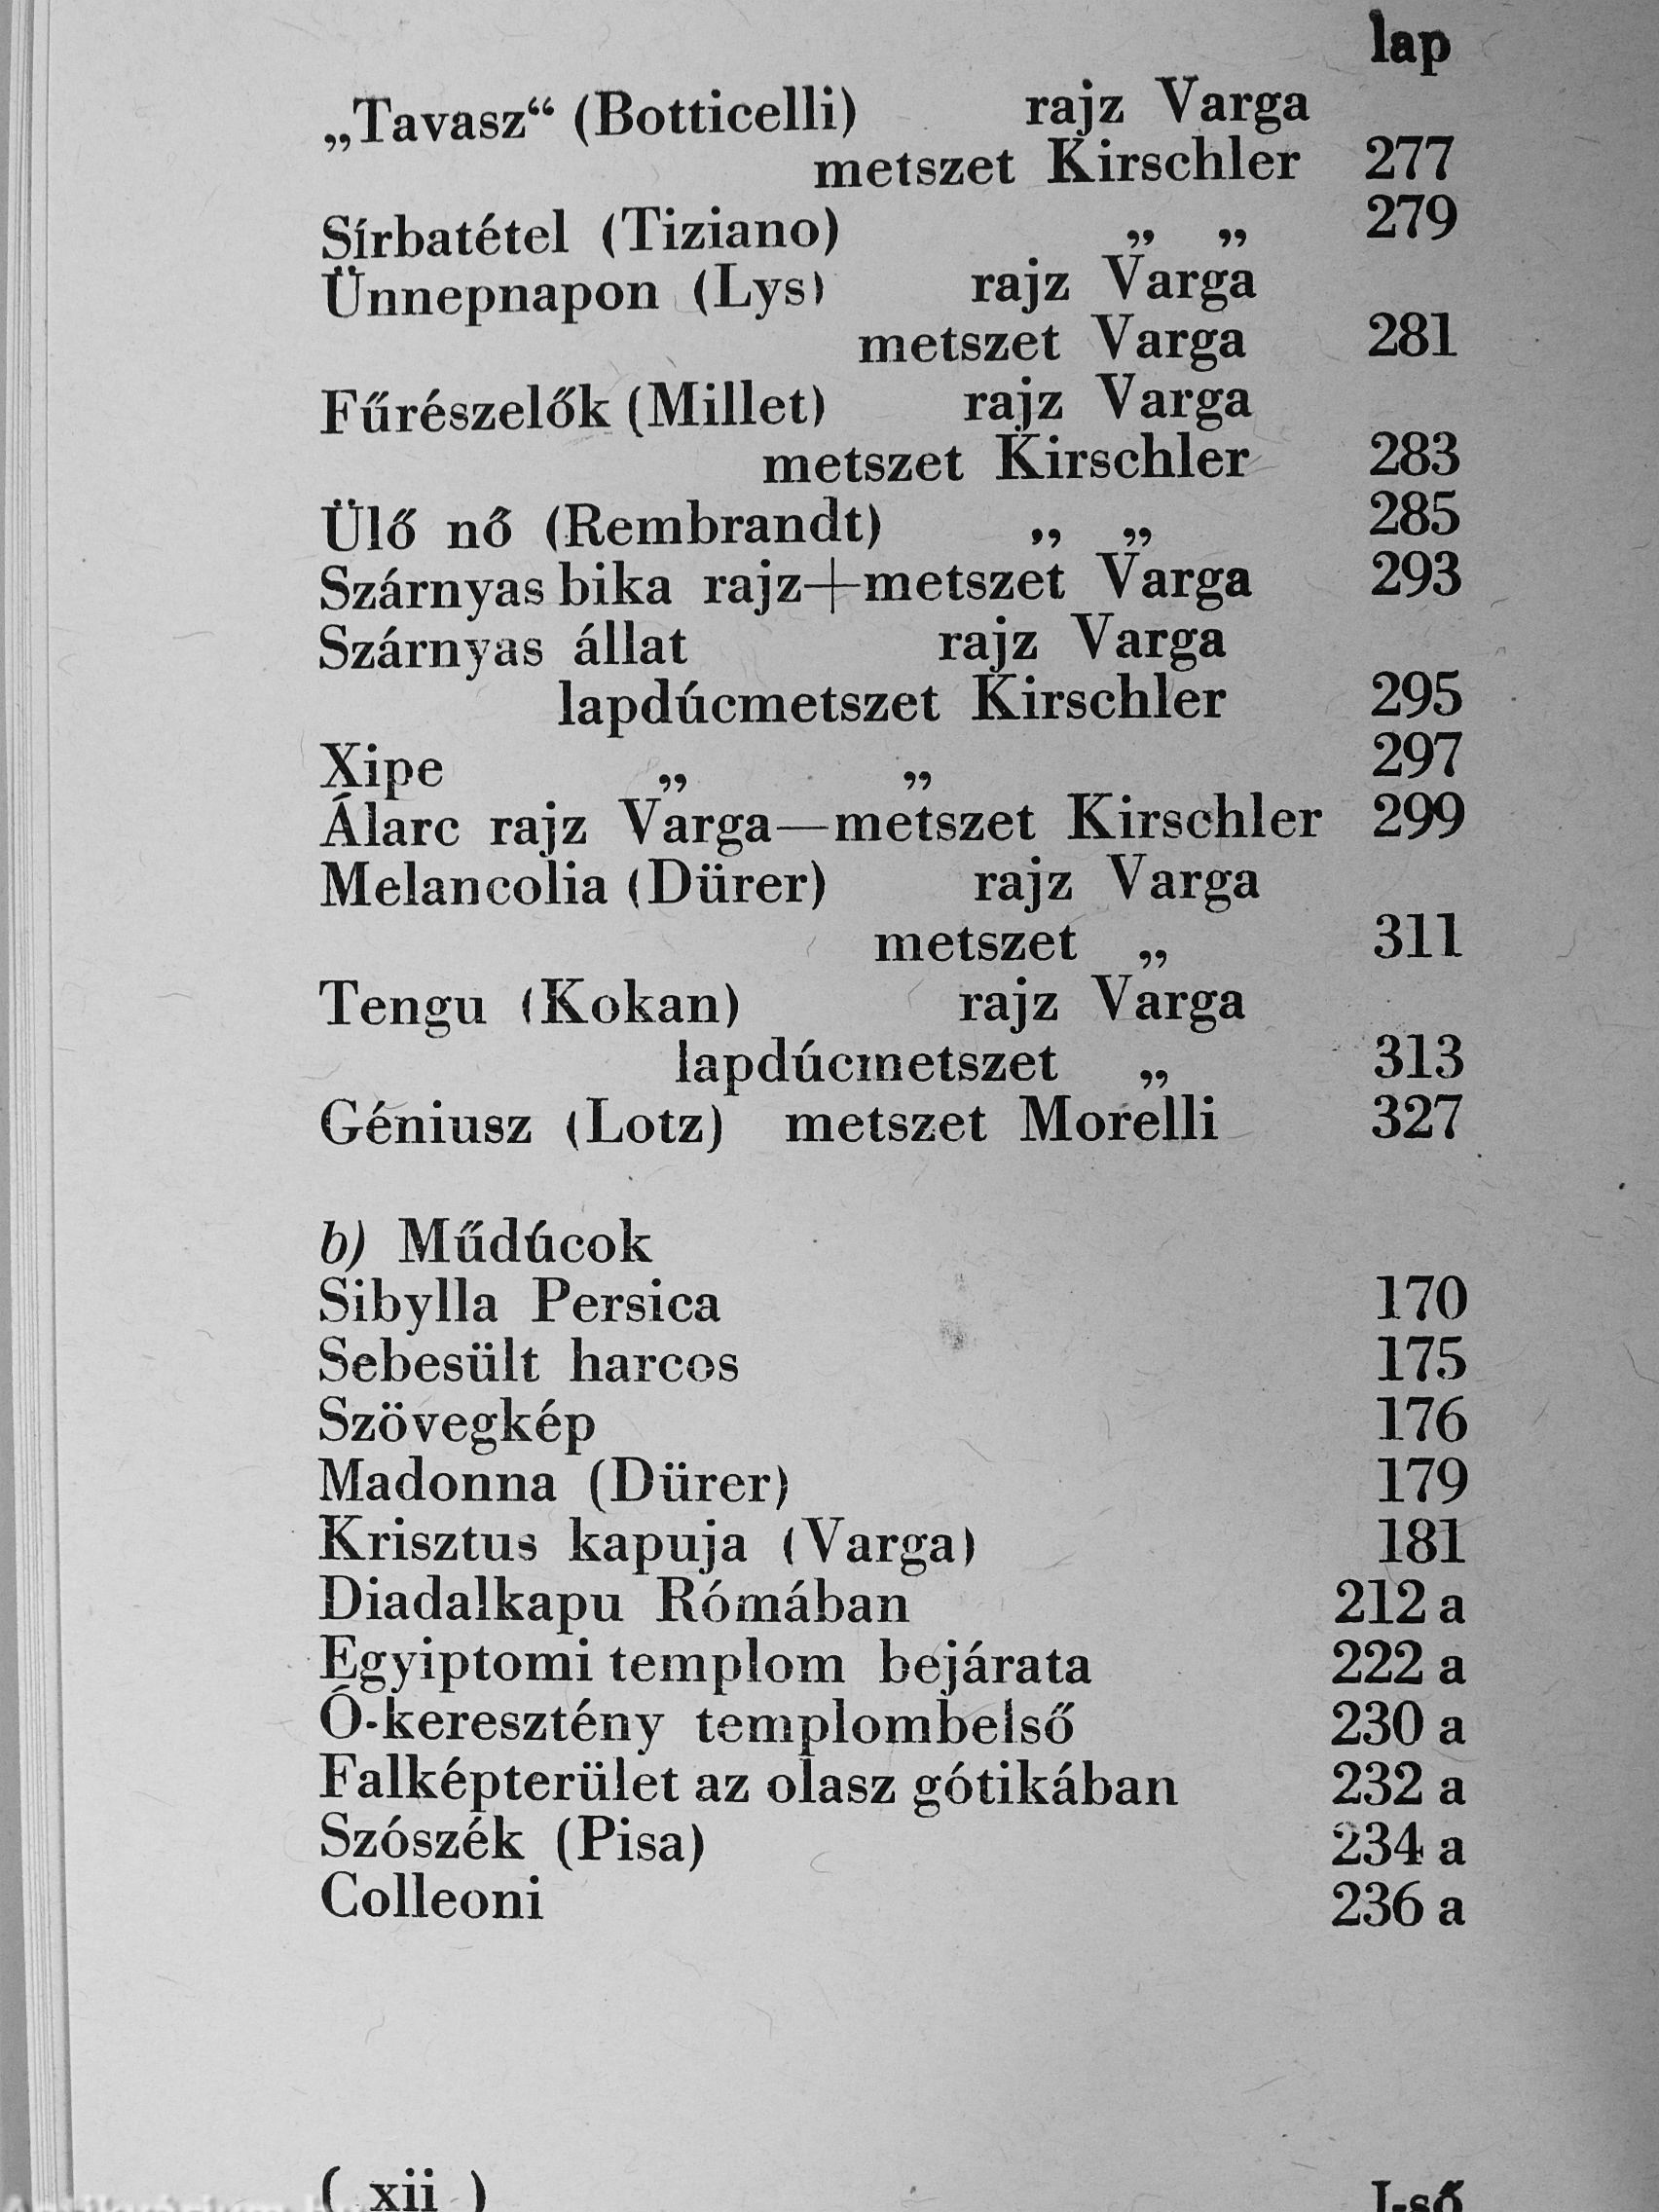 lap
„Tavasz“ (Botticelli) rajz Varga
metszet Kirschler 277
Sírbatétel (Tiziano) „ „ 279
Ünnepnapon (Lys) rajz Varga
metszet Varga 281
Fűrészelők (Millet) rajz Varga
metszet Kirschler 283
Ülő nő (Rembrandt) „ „ 285
Szárnyas bika rajz+metszet Varga 293
Szárnyas állat rajz Varga
lapdúcmetszet Kirschler 295
Xipe „ „ 297
Álarc rajz Varga—metszet Kirschler 299
Melancolia (Dürer) rajz Varga
metszet „ 311
Tengu (Kokan) rajz Varga
lapdúcmetszet „ 313
Géniusz (Lotz) metszet Morelli 327
b) Műdúcok
Sibylla Persica 170
Sebesült harcos 175
Szövegkép 176
Madonna (Dürer) 179
Krisztus kapuja (Varga) 181
Diadalkapu Rómában 212 a
Egyiptomi templom bejárata 222 a
Ó-keresztény templombelső 230 a
Falképterület az olasz gótikában 232 a
Szószék (Pisa) 234 a
Colleoni 236 a
( xii ) I-ső